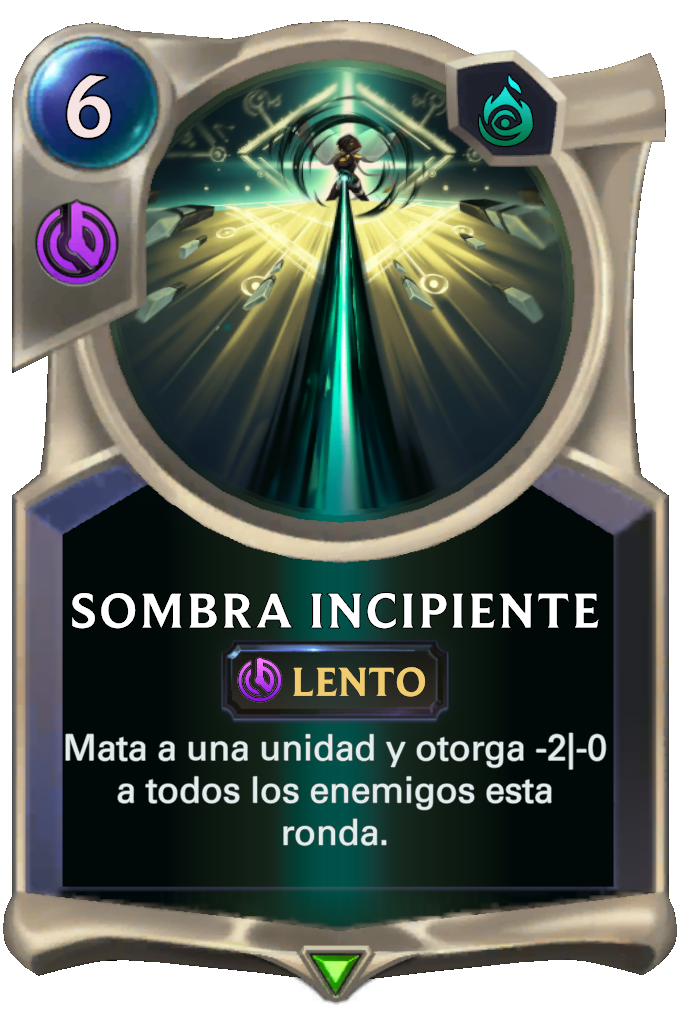 6
SOMBRA INCIPIENTE
LENTO
Mata a una unidad y otorga -2|-0
a todos los enemigos esta
ronda.